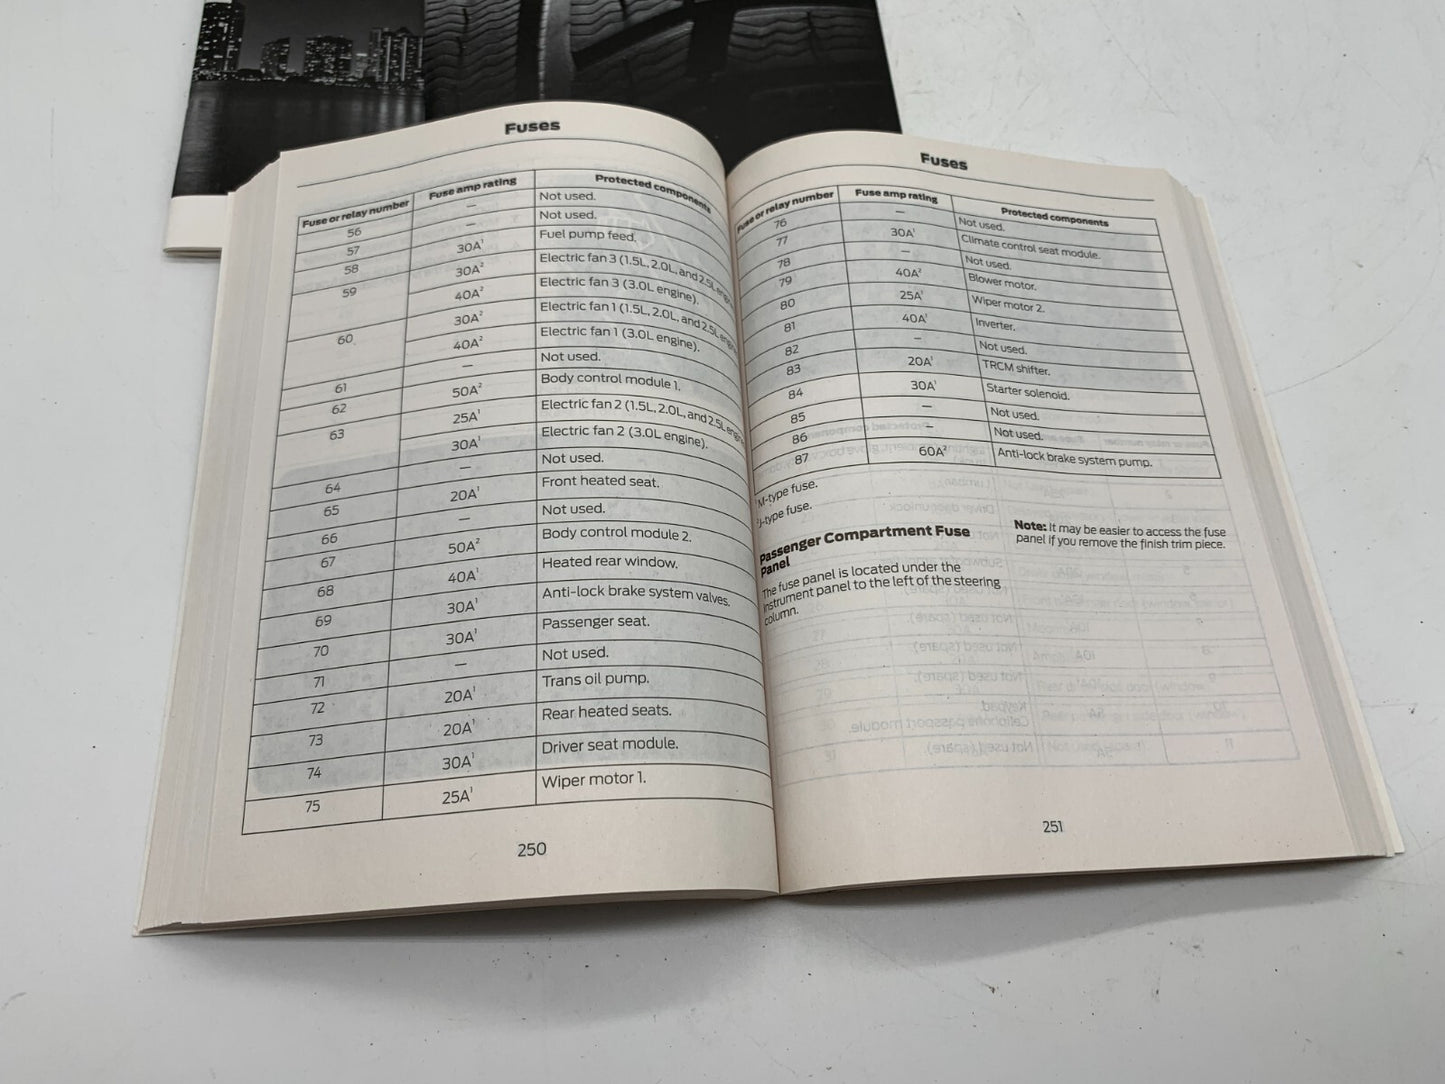 Fuses
Fuse or relay number Fuse amp rating Protected components
56 — Not used.
57 — Not used.
58 30A¹ Fuel pump feed.
59 30A² Electric fan 3 (1.5L, 2.0L, and 2.5L
40A² Electric fan 3 (3.0L engine).
60 30A² Electric fan 1 (1.5L, 2.0L, and 2.5L
40A² Electric fan 1 (3.0L engine).
61 — Not used.
62 50A² Body control module 1.
63 25A¹ Electric fan 2 (1.5L, 2.0L, and 2.5L
30A¹ Electric fan 2 (3.0L engine).
64 — Not used.
65 20A¹ Front heated seat.
66 — Not used.
67 50A² Body control module 2.
68 40A¹ Heated rear window.
69 30A¹ Anti-lock brake system valves.
70 30A¹ Passenger seat.
71 — Not used.
72 20A¹ Trans oil pump.
73 20A¹ Rear heated seats.
74 30A¹ Driver seat module.
75 25A¹ Wiper motor 1.
250
Fuses
Fuse or relay number Fuse amp rating Protected components
76 — Not used.
77 30A¹ Climate control seat module.
78 — Not used.
79 40A² Blower motor.
80 25A¹ Wiper motor 2.
81 40A¹ Inverter.
82 — Not used.
83 20A¹ TRCM shifter.
84 30A¹ Starter solenoid.
85 — Not used.
86 — Not used.
87 60A² Anti-lock brake system pump.
¹M-type fuse.
²J-type fuse.
Passenger Compartment Fuse
Panel
The fuse panel is located under the
instrument panel to the left of the steering
column.
Note: It may be easier to access the fuse
panel if you remove the finish trim piece.
251